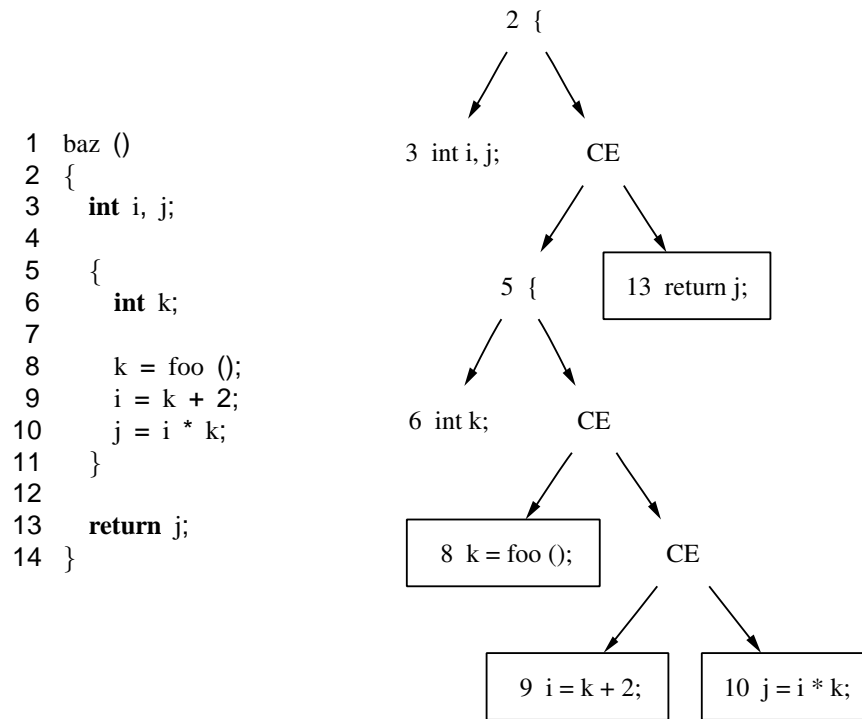 1 baz ()
2 {
3 int i, j;
4
5 {
6 int k;
7
8 k = foo ();
9 i = k + 2;
10 j = i * k;
11 }
12
13 return j;
14 }
2 {
3 int i, j;
CE
5 {
13 return j;
6 int k;
CE
8 k = foo ();
CE
9 i = k + 2;
10 j = i * k;